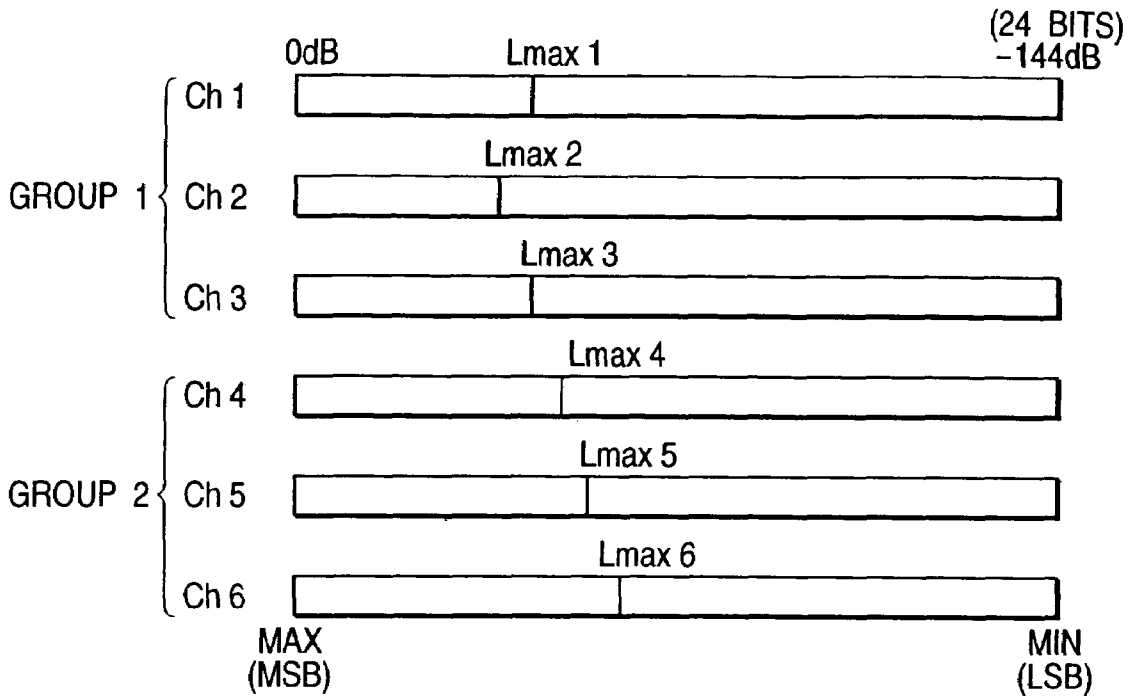 (24 BITS)
0dB Lmax 1 -144dB
Ch 1
Lmax 2
GROUP 1 Ch 2
Lmax 3
Ch 3
Lmax 4
Ch 4
Lmax 5
GROUP 2 Ch 5
Lmax 6
Ch 6
MAX MIN
(MSB) (LSB)